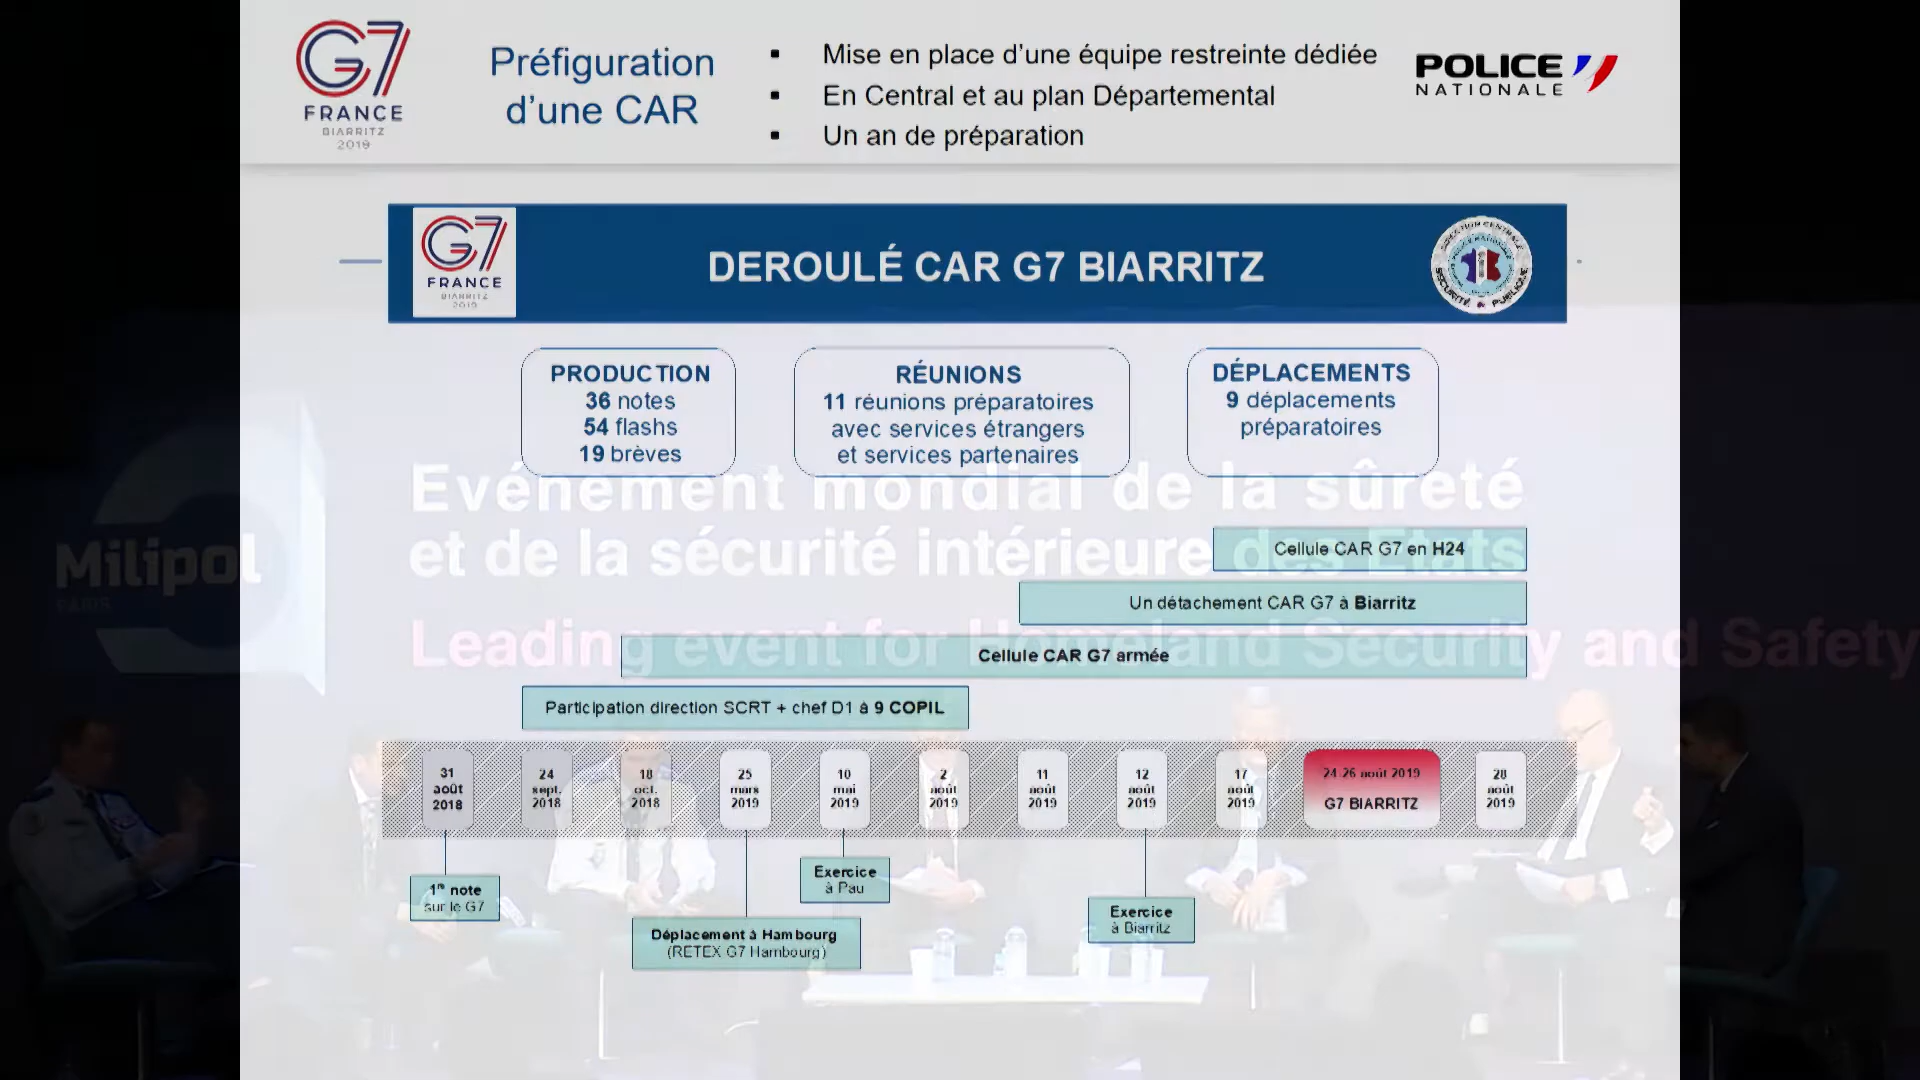 G7
FRANCE
BIARRITZ
2019
Préfiguration
d'une CAR
▪ Mise en place d'une équipe restreinte dédiée
▪ En Central et au plan Départemental
▪ Un an de préparation
POLICE
NATIONALE
G7
FRANCE
BIARRITZ
2019
DEROULÉ CAR G7 BIARRITZ
DIRECTION CENTRALE
SÉCURITÉ PUBLIQUE
PRODUCTION
36 notes
54 flashs
19 brèves
RÉUNIONS
11 réunions préparatoires
avec services étrangers
et services partenaires
DÉPLACEMENTS
9 déplacements
préparatoires
Milipol
PARIS
Evénement mondial de la sûreté
et de la sécurité intérieure des Etats
Leading event for Homeland Security and Safety
Cellule CAR G7 en H24
Un détachement CAR G7 à Biarritz
Cellule CAR G7 armée
Participation direction SCRT + chef D1 à 9 COPIL
31
août
2018
24
sept.
2018
18
oct.
2018
25
mars
2019
10
mai
2019
2
août
2019
11
août
2019
12
août
2019
17
août
2019
24-26 août 2019
G7 BIARRITZ
28
août
2019
1re note
sur le G7
Déplacement à Hambourg
(RETEX G7 Hambourg)
Exercice
à Pau
Exercice
à Biarritz